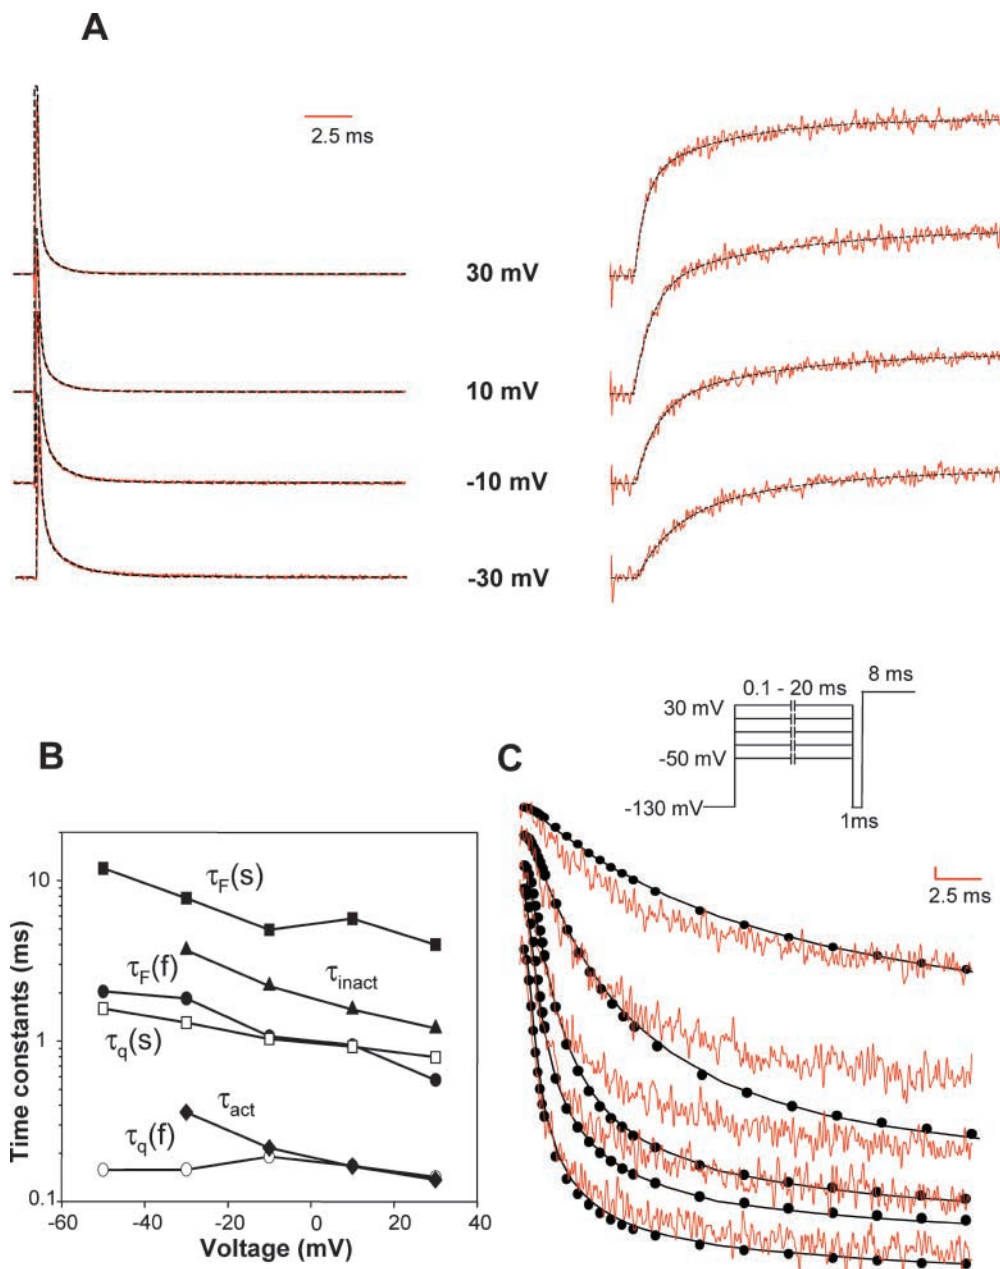 A
2.5 ms
30 mV
10 mV
-10 mV
-30 mV
8 ms
0.1 - 20 ms
30 mV
-50 mV
-130 mV
1ms
B
C
10
1
0.1
τF(s)
τF(f)
τinact
τq(s)
τact
τq(f)
2.5 ms
Time constants (ms)
-60 -40 -20 0 20 40
Voltage (mV)